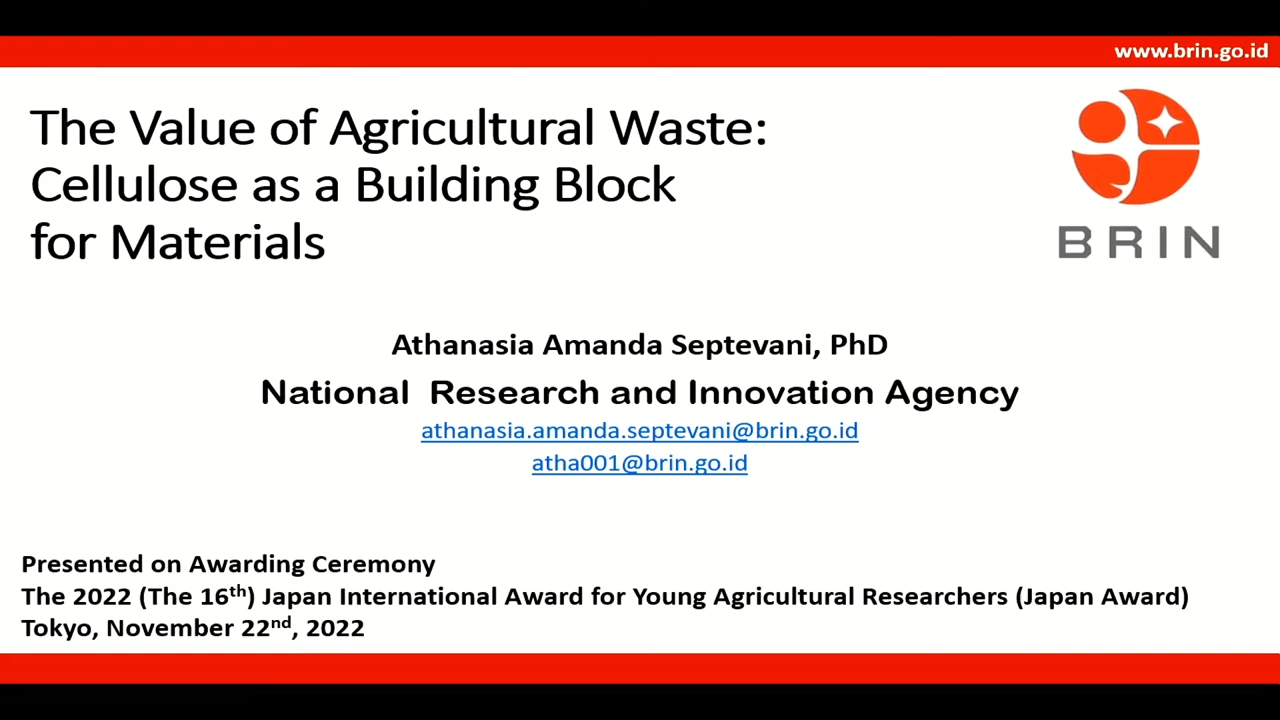 www.brin.go.id
The Value of Agricultural Waste:
Cellulose as a Building Block
for Materials
BRIN
Athanasia Amanda Septevani, PhD
National  Research and Innovation Agency
athanasia.amanda.septevani@brin.go.id
atha001@brin.go.id
Presented on Awarding Ceremony
The 2022 (The 16th) Japan International Award for Young Agricultural Researchers (Japan Award)
Tokyo, November 22nd, 2022